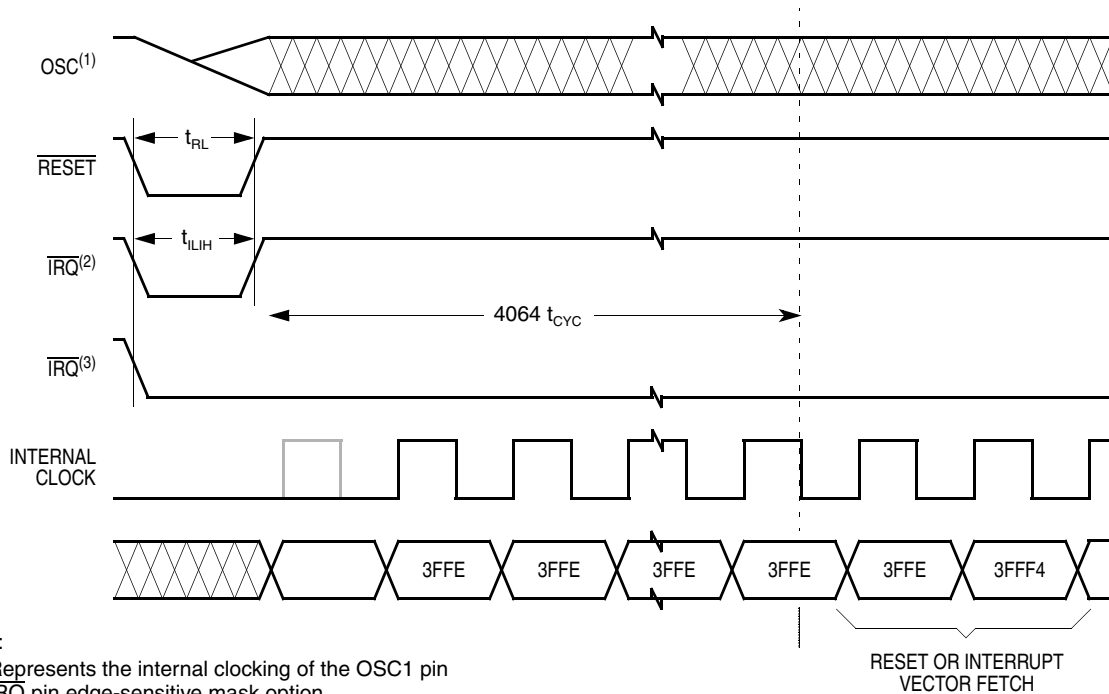 OSC(1)
tRL
RESET
tILIH
IRQ(2)
4064 tCYC
IRQ(3)
INTERNAL
CLOCK
3FFE 3FFE 3FFE 3FFE 3FFE 3FFF4
:
epresents the internal clocking of the OSC1 pin
RESET OR INTERRUPT
VECTOR FETCH
pin edge-sensitive mask option